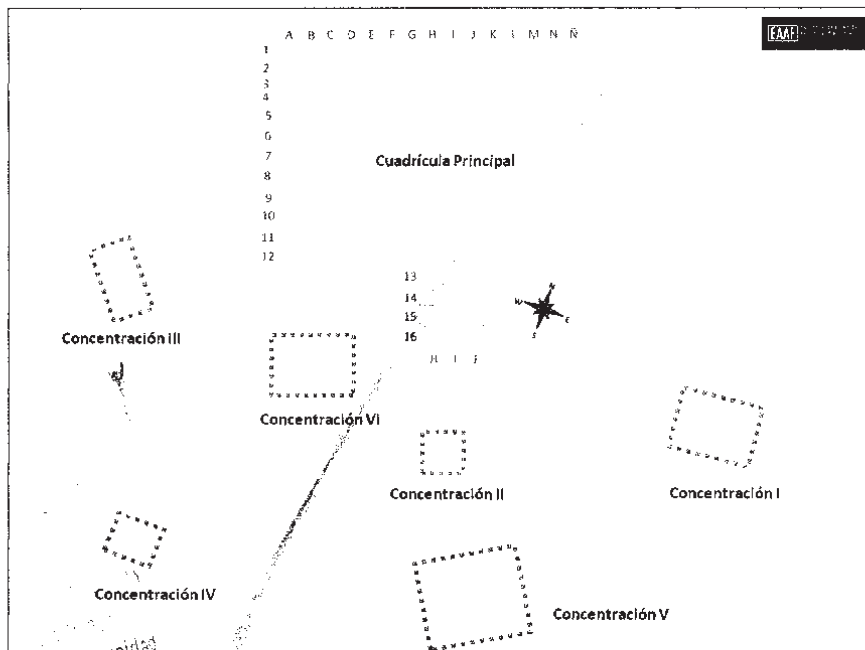 A B C D E F G H I J K L M N Ñ
EAAF
1
2
3
4
5
6
7
8
9
10
11
12
Cuadrícula Principal
13
14
15
16
N
W
E
S
H I J
Concentración III
Concentración VI
Concentración II
Concentración I
Concentración IV
Concentración V